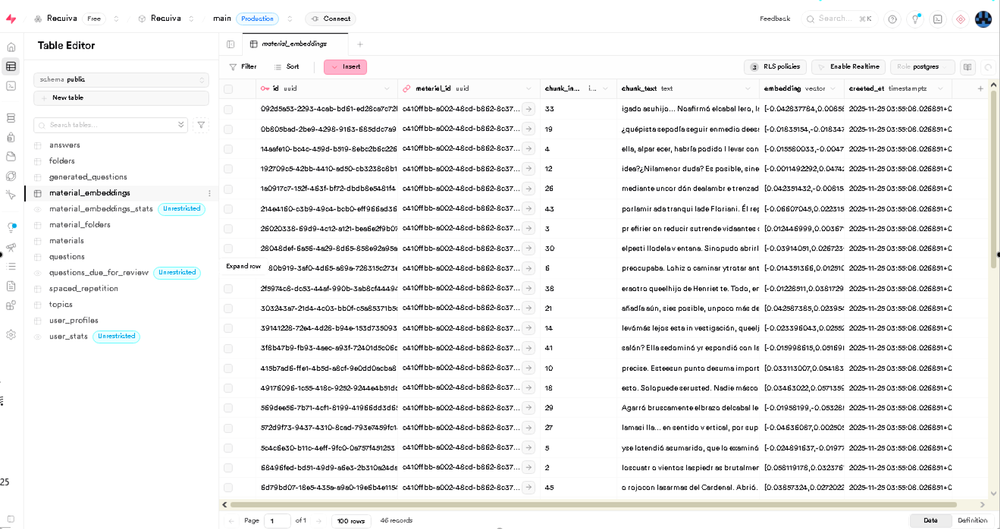 Recuiva Free Recuiva main Production Connect Feedback Search... ⌘K
Table Editor
material_embeddings
schema public
New table
Search tables...
answers
folders
generated_questions
material_embeddings
material_embeddings_stats Unrestricted
material_folders
materials
questions
questions_due_for_review Unrestricted
spaced_repetition
topics
user_profiles
user_stats Unrestricted
Filter Sort Insert 3 RLS policies Enable Realtime Role postgres
id uuid material_id uuid chunk_in... i... chunk_text text embedding vector created_at timestamptz
092d5a53-2293-4cab-bd61-ed28ca7c72 c410ffbb-a002-48cd-b862-8c37... 33 igado asuhijo... Noafirmó elcabal lero, [-0.042837784,0.0085 2025-11-25 03:55:08.026851+0
0b805bad-2be9-4298-9163-685ddc7a9 c410ffbb-a002-48cd-b862-8c37... 19 ¿quépista sepodía seguir enmedio dees [-0.01835154,-0.018347 2025-11-25 03:55:08.026851+0
14aafe10-bc4c-459d-b519-8ebc2b6c226 c410ffbb-a002-48cd-b862-8c37... 4 ella, alpar ecer, habría podido l levar con [-0.015580033,-0.0047 2025-11-25 03:55:08.026851+0
192709c5-42bb-4410-ad50-cb3238c8b1 c410ffbb-a002-48cd-b862-8c37... 12 idea?¿Nilamenor duda? Es posible, sine [-0.0011492292,0.0474 2025-11-25 03:55:08.026851+0
1a0917c7-152f-463f-bf72-dbdb8e5481f4 c410ffbb-a002-48cd-b862-8c37... 26 mediante uncor dón dealambr e trenzad [0.042351432,-0.00815 2025-11-25 03:55:08.026851+0
214e4160-c3b9-49c4-bcb0-eff966ad36 c410ffbb-a002-48cd-b862-8c37... 43 porlamir ada tranqui lade Floriani. Él rep [-0.06607045,0.022315 2025-11-25 03:55:08.026851+0
26020338-69d9-4c12-a121-bea6e2f9b07 c410ffbb-a002-48cd-b862-8c37... 3 pr efirier on reducir sutrende vidaantes [0.012446999,0.00367 2025-11-25 03:55:08.026851+0
28048def-6a56-4a29-8d65-858e92a95a c410ffbb-a002-48cd-b862-8c37... 30 elpesti llodela v entana. Sinopudo abrirl [-0.03914051,0.026723 2025-11-25 03:55:08.026851+0
Expand row 80b919-3af0-4d65-a89a-728315c273e c410ffbb-a002-48cd-b862-8c37... 6 preocupaba. Lohiz o caminar ytratar ant [-0.014351366,0.01251 2025-11-25 03:55:08.026851+0
2f5974c8-dc53-44af-990b-3ab8cf44494 c410ffbb-a002-48cd-b862-8c37... 38 eraotra queelhijo de Henriet te. Todo, en [-0.01228511,0.0381729 2025-11-25 03:55:08.026851+0
303243a7-21d4-4c03-bb0f-c5a85371b5 c410ffbb-a002-48cd-b862-8c37... 21 añadía aún, sies posible, unpoco más de [0.042587385,0.023954 2025-11-25 03:55:08.026851+0
39141228-72e4-4d28-b94e-153d735093 c410ffbb-a002-48cd-b862-8c37... 14 levómás lejos esta in vestigación, queel [-0.023396043,0.0255 2025-11-25 03:55:08.026851+0
3f8b47b9-fb93-4aec-a93f-72401d5c06 c410ffbb-a002-48cd-b862-8c37... 41 salón? Ella sedominó yr espondió con la [-0.015998615,0.05169 2025-11-25 03:55:08.026851+0
415b7ad6-ffe1-4b5d-a8cf-9e0dd0acba8 c410ffbb-a002-48cd-b862-8c37... 10 precise. Esteesun punto desuma import [0.033113007,0.054183 2025-11-25 03:55:08.026851+0
49176096-1c55-418c-9252-9244e4b51dc c410ffbb-a002-48cd-b862-8c37... 18 esto. Solopuede serusted. Nadie másco [0.03463022,0.0571359 2025-11-25 03:55:08.026851+0
569dee56-7b71-4cf1-8199-41966dd3d6 c410ffbb-a002-48cd-b862-8c37... 29 Agarró bruscamente elbrazo delcabal le [-0.01958199,-0.05328 2025-11-25 03:55:08.026851+0
572d9f73-9437-4310-8cad-793e7459fc1 c410ffbb-a002-48cd-b862-8c37... 27 lamasi lla... en sentido v ertical, por sup [-0.04636087,0.002505 2025-11-25 03:55:08.026851+0
5c4c6e30-b11c-4eff-9fc0-0a757f451253 c410ffbb-a002-48cd-b862-8c37... 5 yse latendió asumarido, que la examinó [-0.024891637,-0.01977 2025-11-25 03:55:08.026851+0
68496fed-bd51-49d9-a6e3-2b310a24da c410ffbb-a002-48cd-b862-8c37... 2 loscuatr o vientos laspiedr as brutalmen [0.058119178,0.032376 2025-11-25 03:55:08.026851+0
6d79bd07-18e5-435a-a9a0-19e6b4e1154 c410ffbb-a002-48cd-b862-8c37... 45 a rojocon lasarmas del Cardenal. Abrió. [0.03857324,0.0272022 2025-11-25 03:55:08.026851+0
25
Page 1 of 1 100 rows 46 records Data Definition